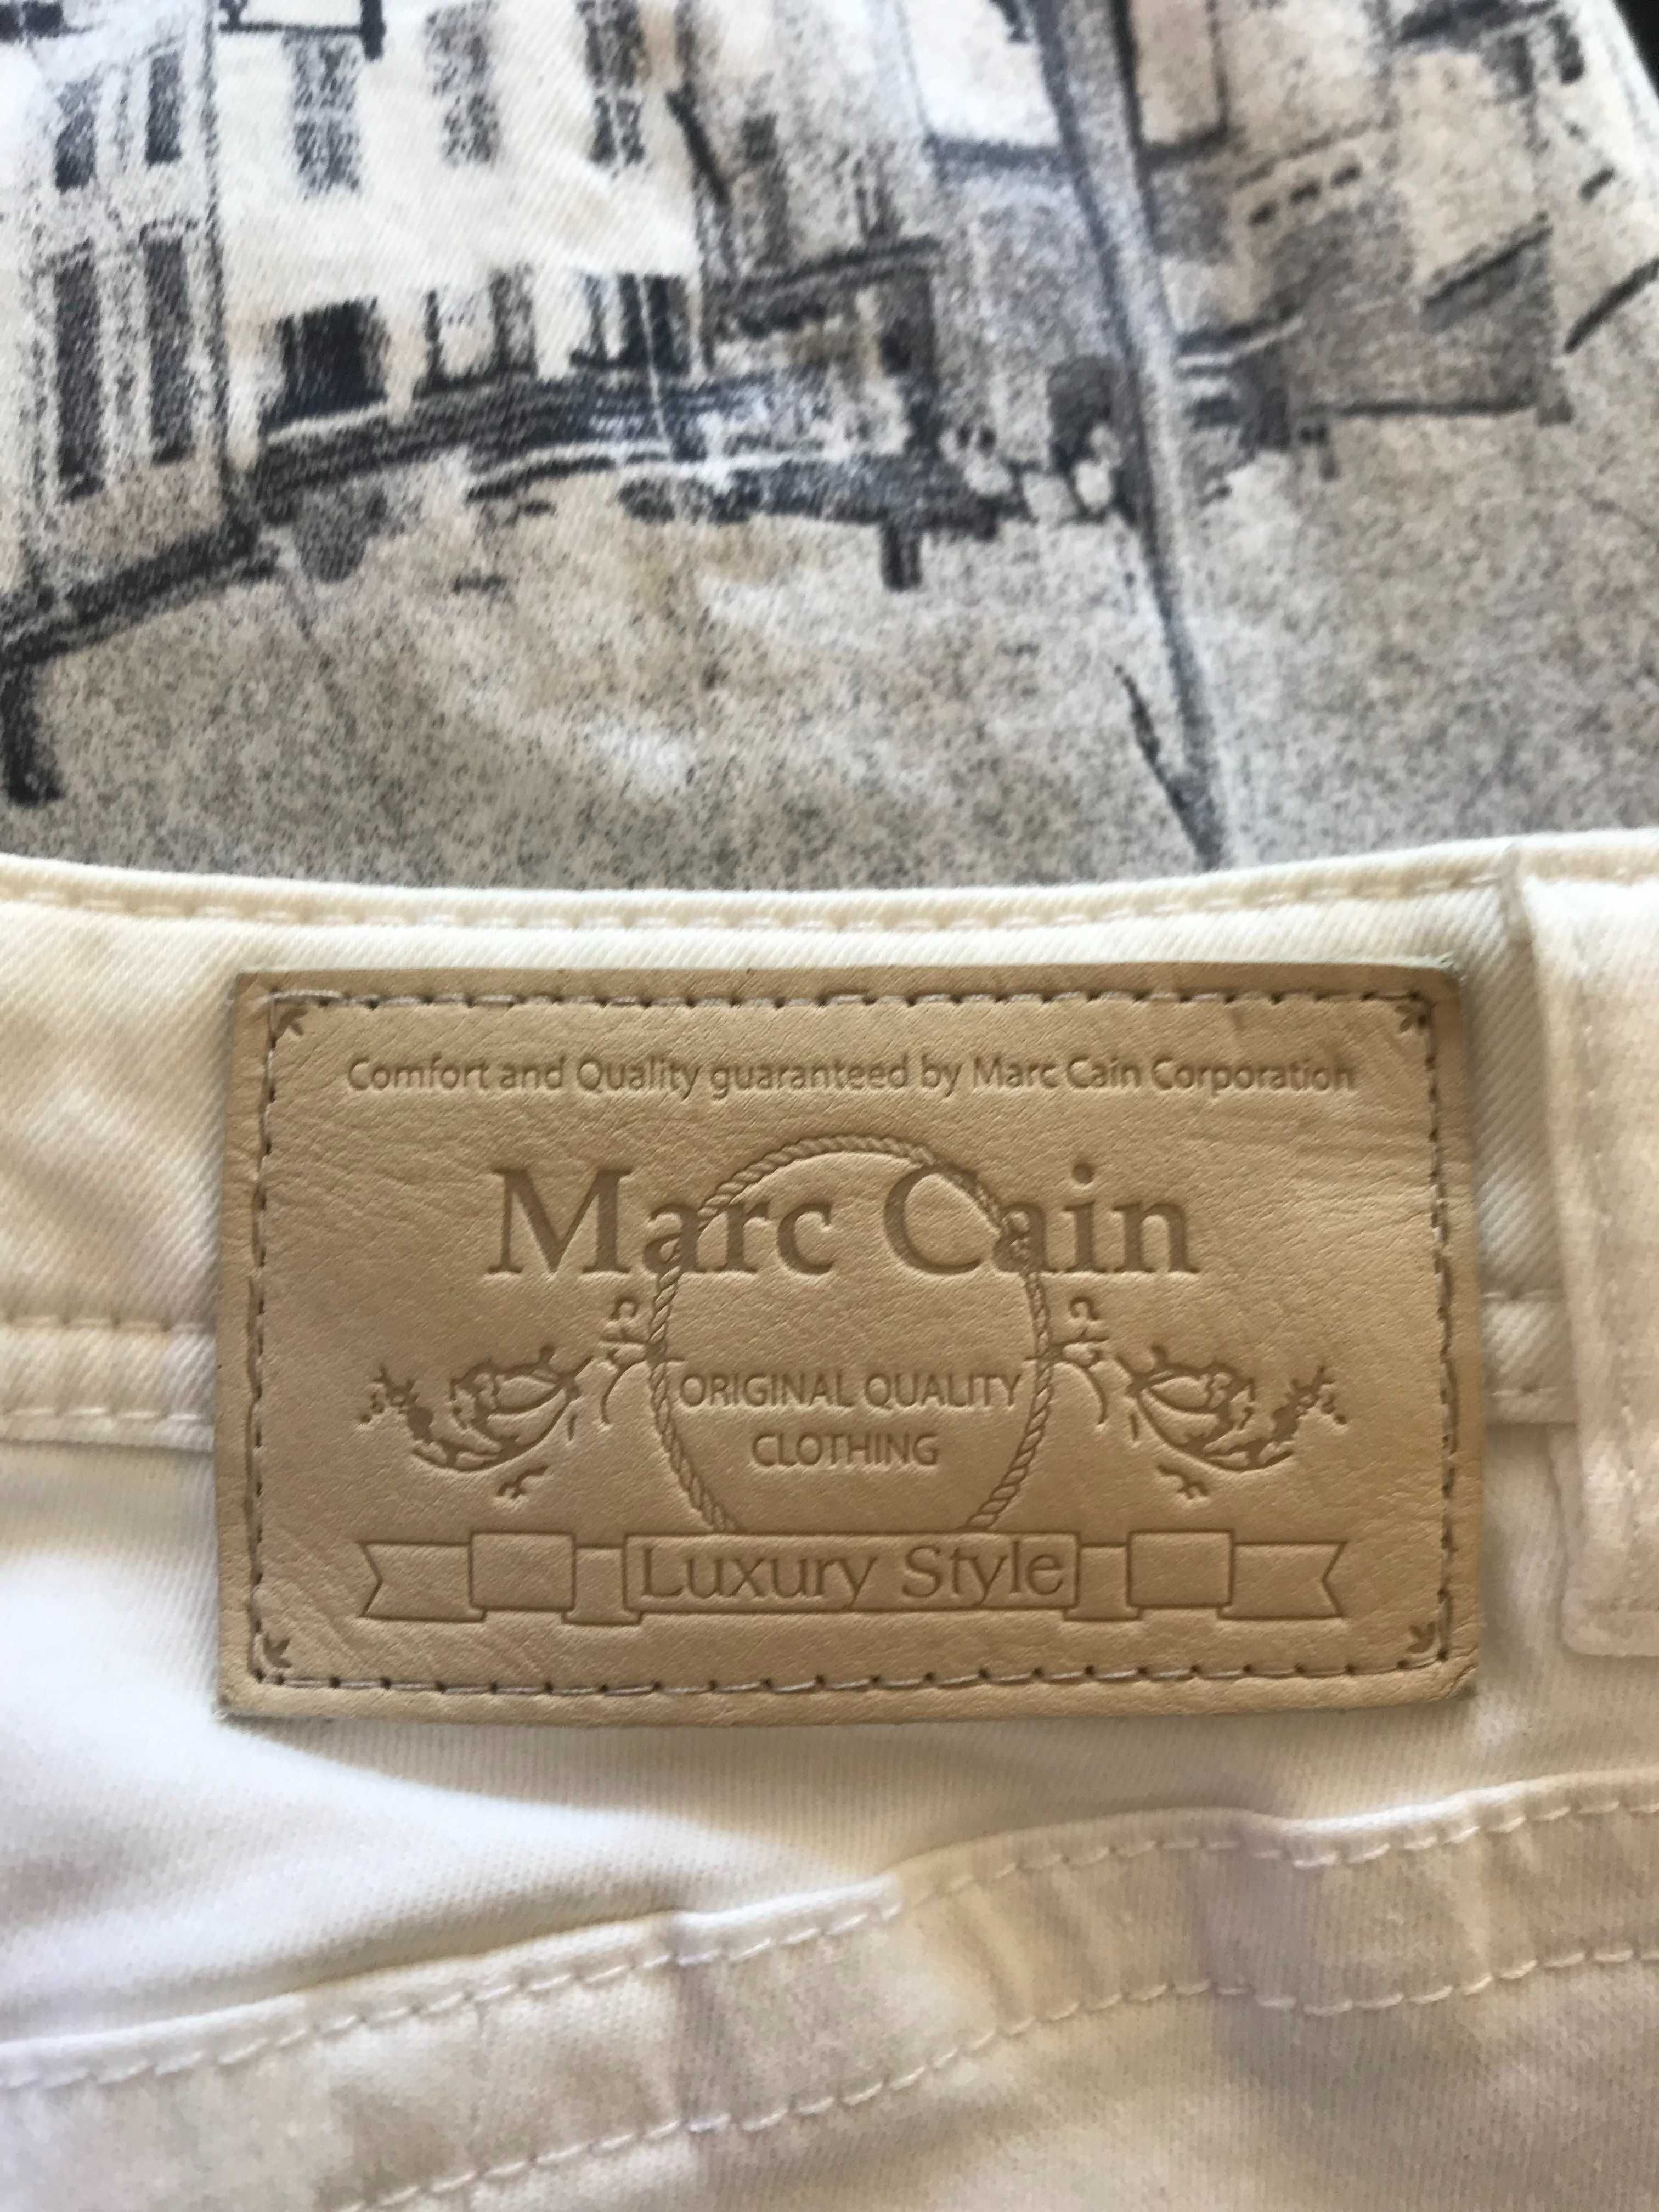 Comfort and Quality guaranteed by Marc Cain Corporation
Marc Cain
ORIGINAL QUALITY
CLOTHING
Luxury Style